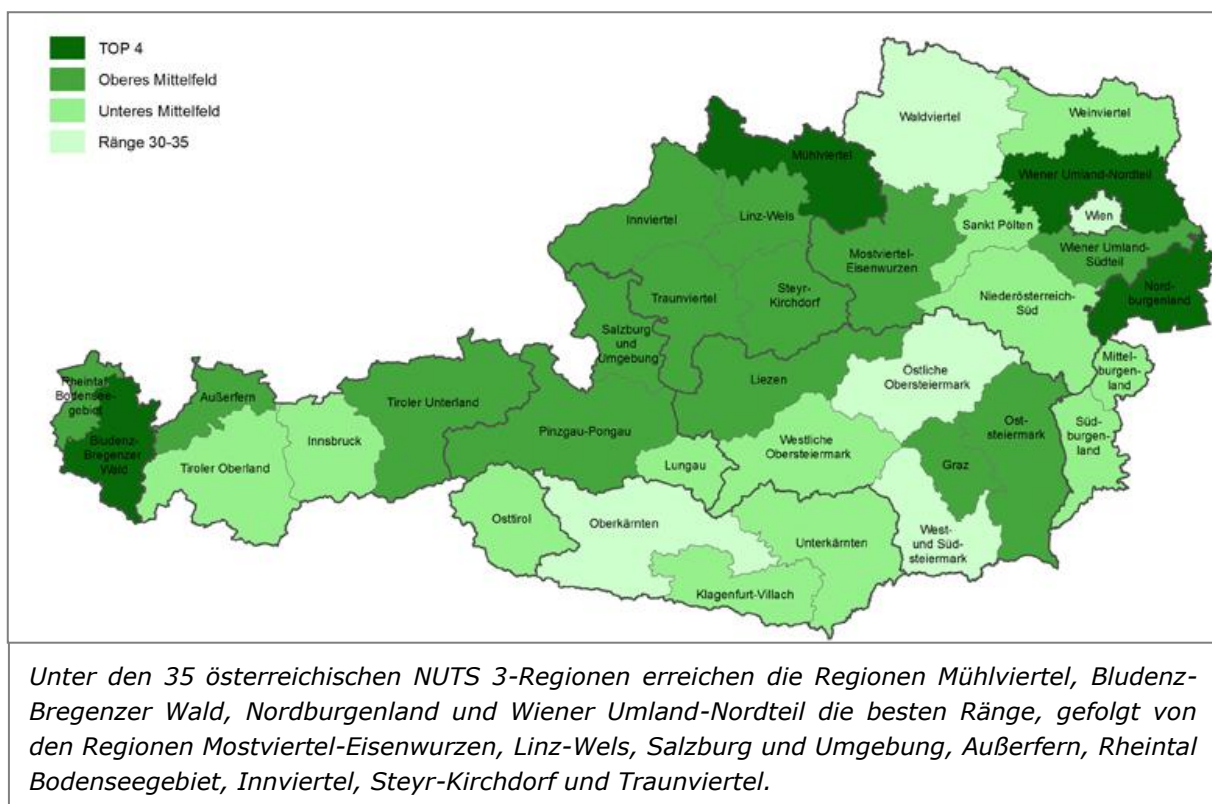 TOP 4
Oberes Mittelfeld
Unteres Mittelfeld
Ränge 30-35
Waldviertel
Weinviertel
Mühlviertel
Wiener Umland-Nordteil
Innviertel
Linz-Wels
Sankt Pölten
Wien
Mostviertel-
Eisenwurzen
Wiener Umland-
Südteil
Traunviertel
Steyr-
Kirchdorf
Niederösterreich-
Süd
Nord-
burgenland
Salzburg
und
Umgebung
Mittel-
burgen-
land
Rheintal
Bodensee-
gebiet
Außerfern
Tiroler Unterland
Liezen
Östliche
Obersteiermark
Bludenz-
Bregenzer
Wald
Innsbruck
Pinzgau-Pongau
Ost-
steiermark
Süd-
burgen-
land
Tiroler Oberland
Lungau
Westliche
Obersteiermark
Graz
Osttirol
Oberkärnten
Unterkärnten
West-
und Süd-
steiermark
Klagenfurt-Villach
Unter den 35 österreichischen NUTS 3-Regionen erreichen die Regionen Mühlviertel, Bludenz-
Bregenzer Wald, Nordburgenland und Wiener Umland-Nordteil die besten Ränge, gefolgt von
den Regionen Mostviertel-Eisenwurzen, Linz-Wels, Salzburg und Umgebung, Außerfern, Rheintal
Bodenseegebiet, Innviertel, Steyr-Kirchdorf und Traunviertel.